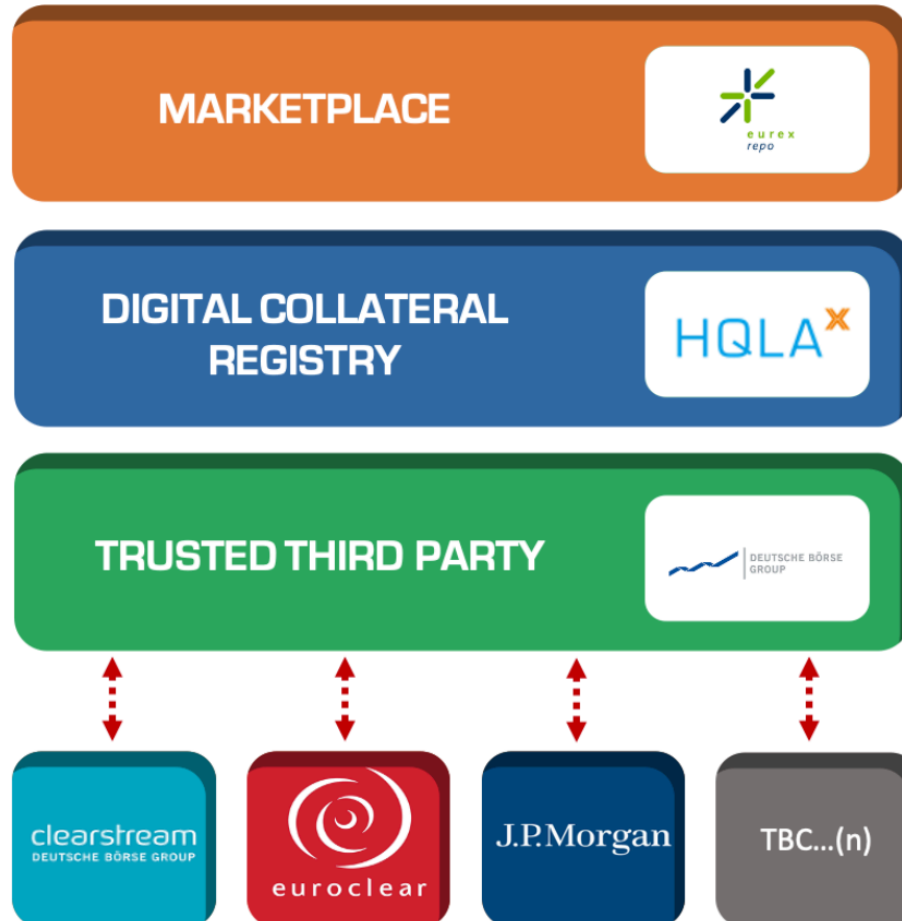 MARKETPLACE
eurex
repo
DIGITAL COLLATERAL
REGISTRY
HQLAX
TRUSTED THIRD PARTY
DEUTSCHE BÖRSE
GROUP
clearstream
DEUTSCHE BÖRSE GROUP
euroclear
J.P.Morgan
TBC...(n)